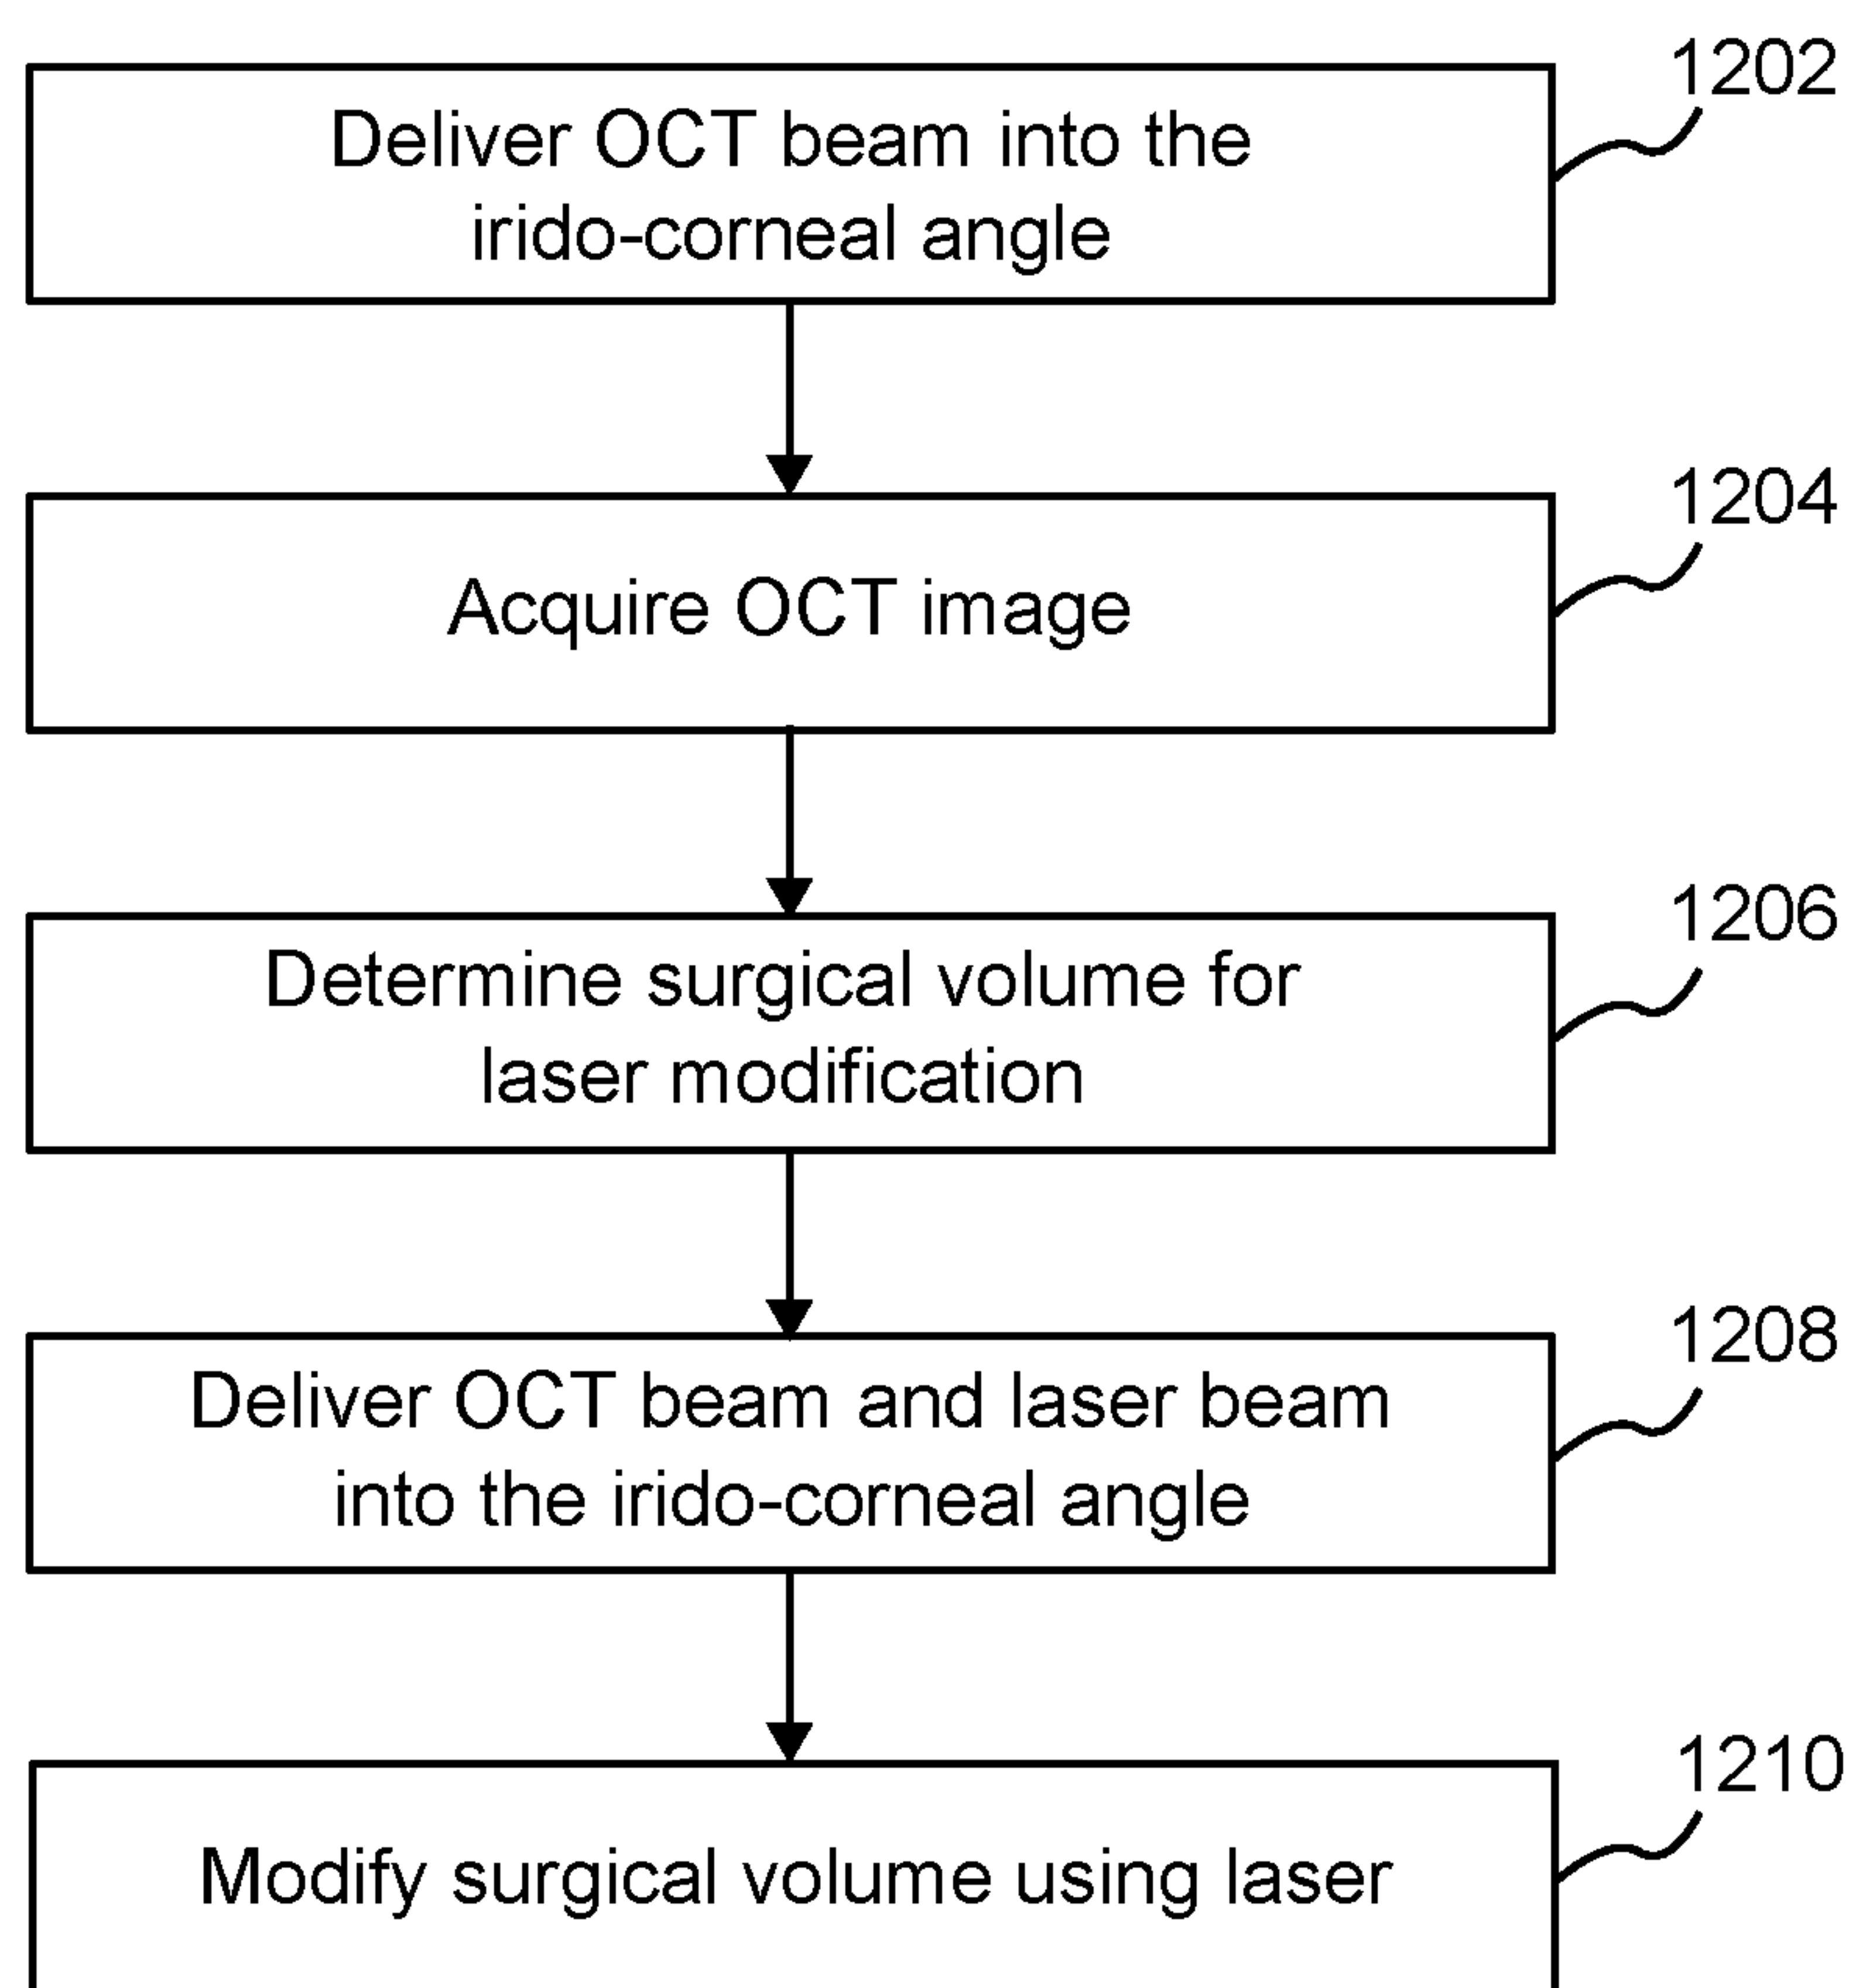 1202
Deliver OCT beam into the
irido-corneal angle
1204
Acquire OCT image
1206
Determine surgical volume for
laser modification
1208
Deliver OCT beam and laser beam
into the irido-corneal angle
1210
Modify surgical volume using laser